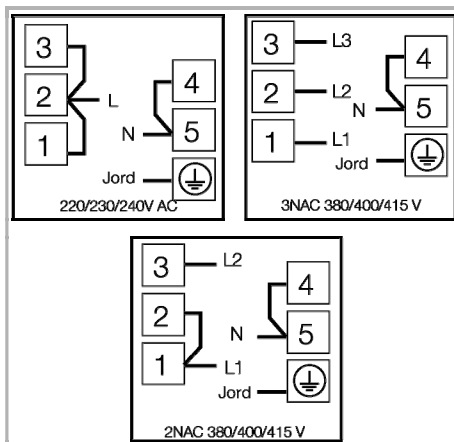 3
2 L 4
1 N 5
Jord
220/230/240V AC
3 L3
2 L2 4
1 L1 N 5
Jord
3NAC 380/400/415 V
3 L2
2 4
1 L1 N 5
Jord
2NAC 380/400/415 V